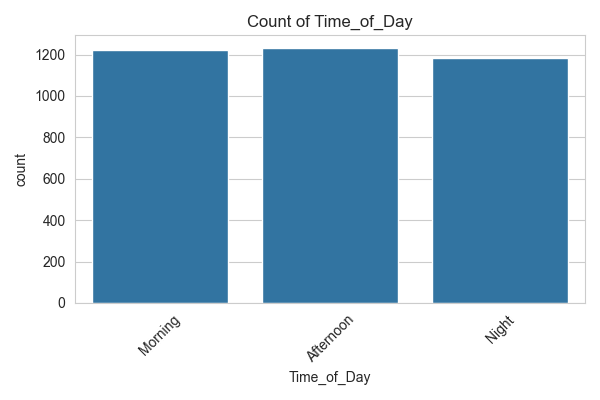 Count of Time_of_Day
1200
1000
800
600
400
200
0
count
Morning
Afternoon
Night
Time_of_Day